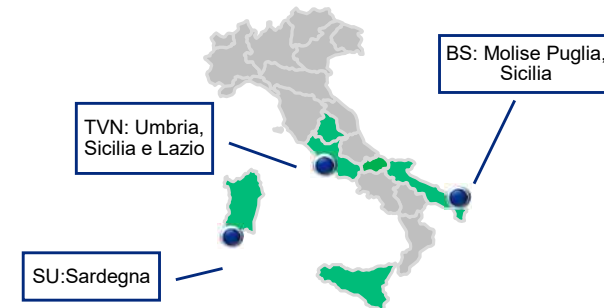 BS: Molise Puglia,
Sicilia
TVN: Umbria,
Sicilia e Lazio
SU:Sardegna